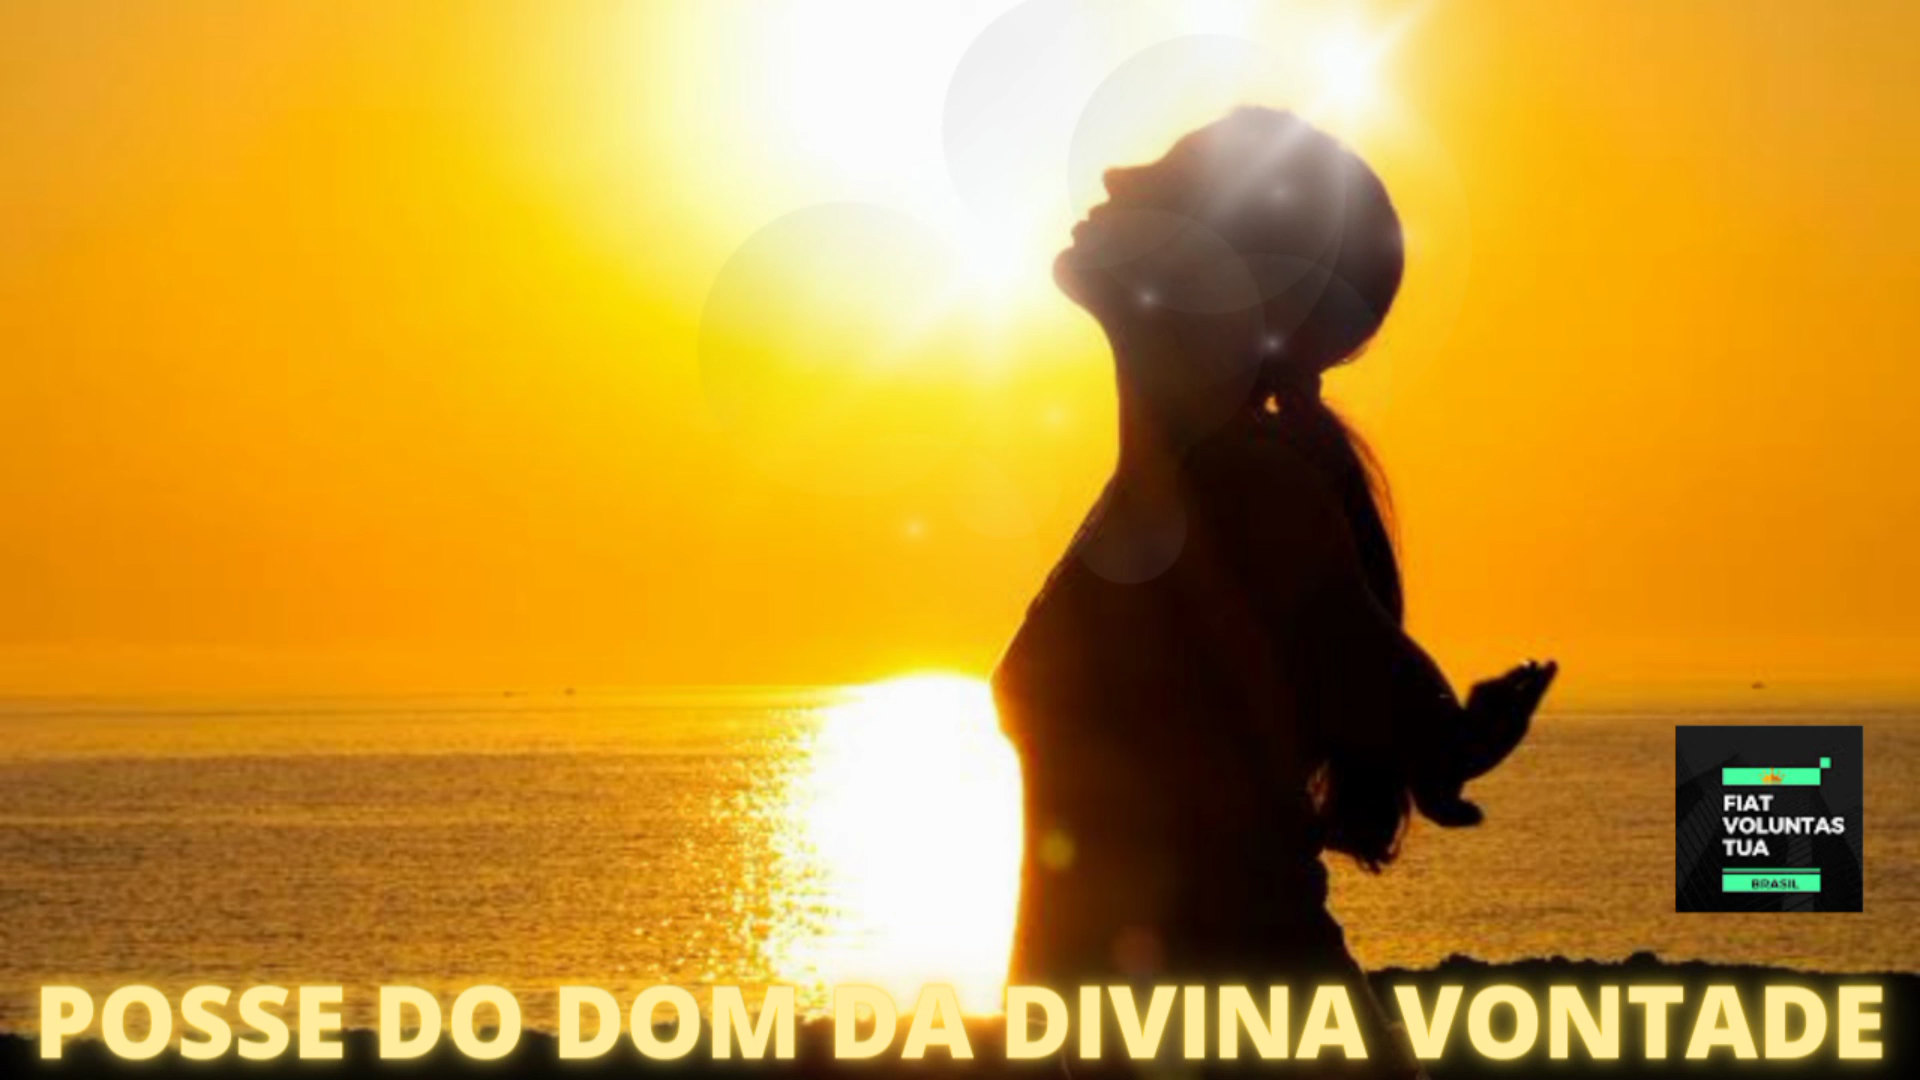 FIAT
VOLUNTAS
TUA
BRASIL
POSSE DO DOM DA DIVINA VONTADE